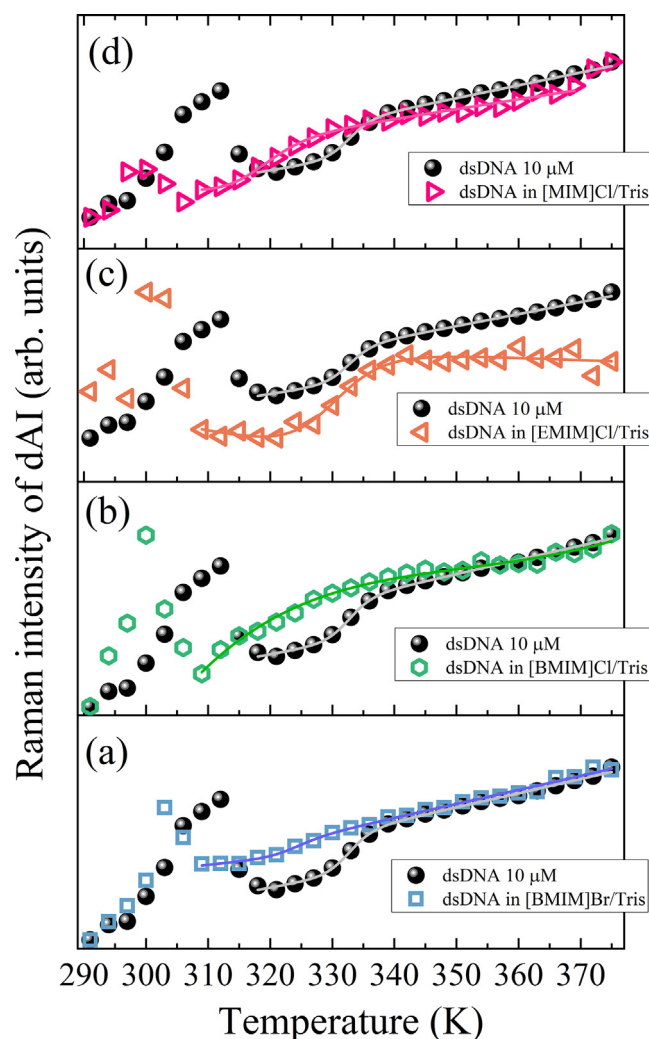 Raman intensity of dAI (arb. units)
(d)
dsDNA 10 μM
dsDNA in [MIM]Cl/Tris
(c)
dsDNA 10 μM
dsDNA in [EMIM]Cl/Tris
(b)
dsDNA 10 μM
dsDNA in [BMIM]Cl/Tris
(a)
dsDNA 10 μM
dsDNA in [BMIM]Br/Tris
290 300 310 320 330 340 350 360 370
Temperature (K)